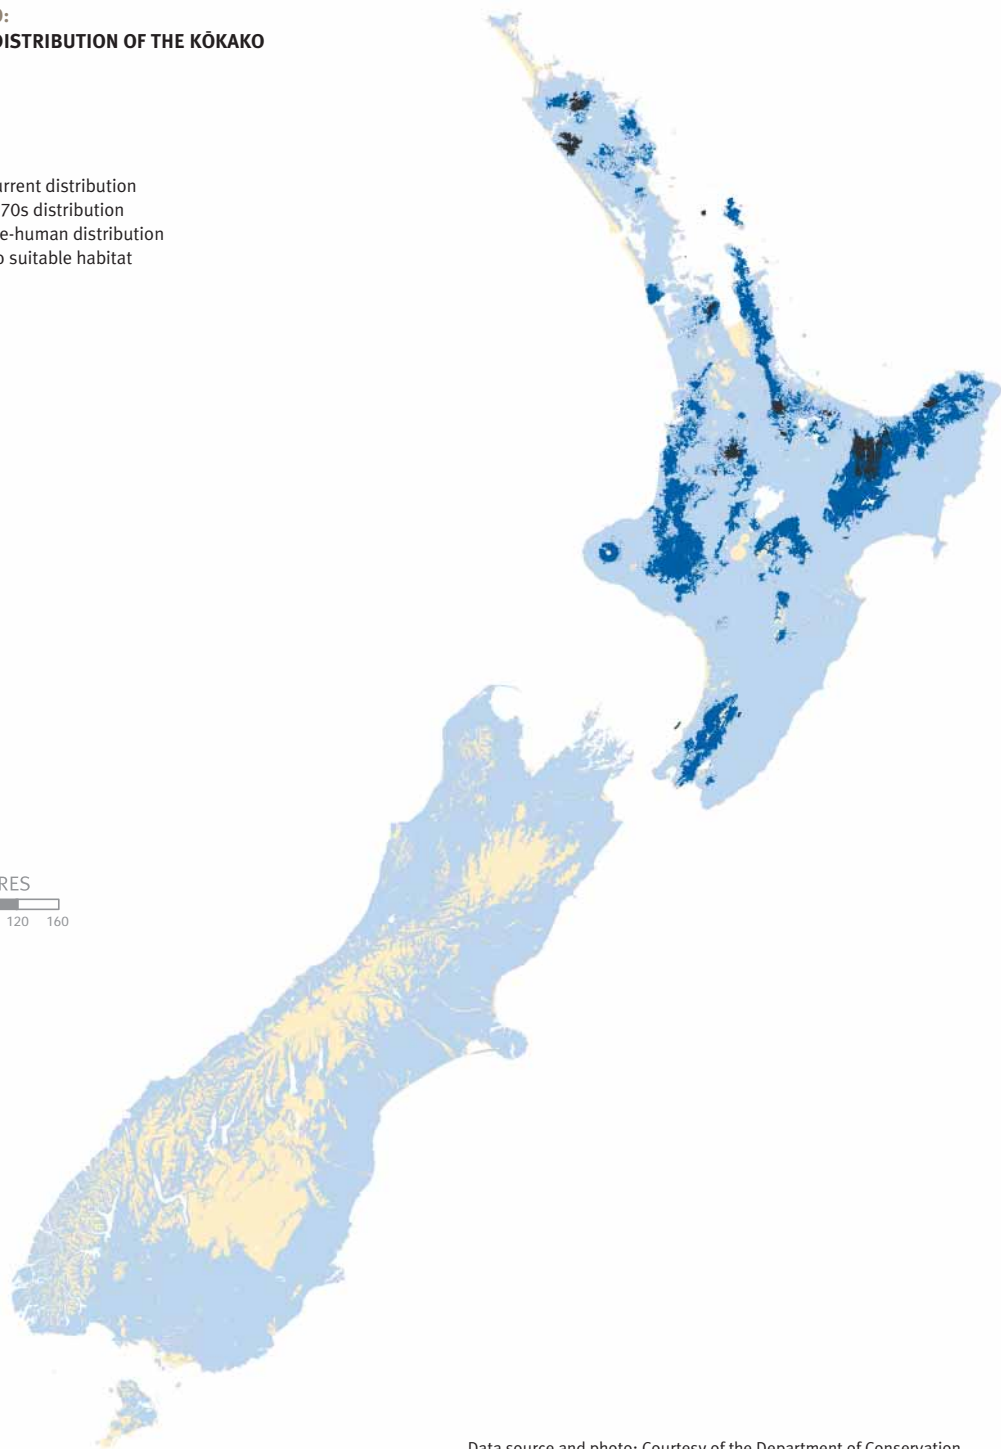 ):
DISTRIBUTION OF THE KŌKAKO
urrent distribution
70s distribution
e-human distribution
o suitable habitat
RES
120 160
Data source and photo: Courtesy of the Department of Conservation